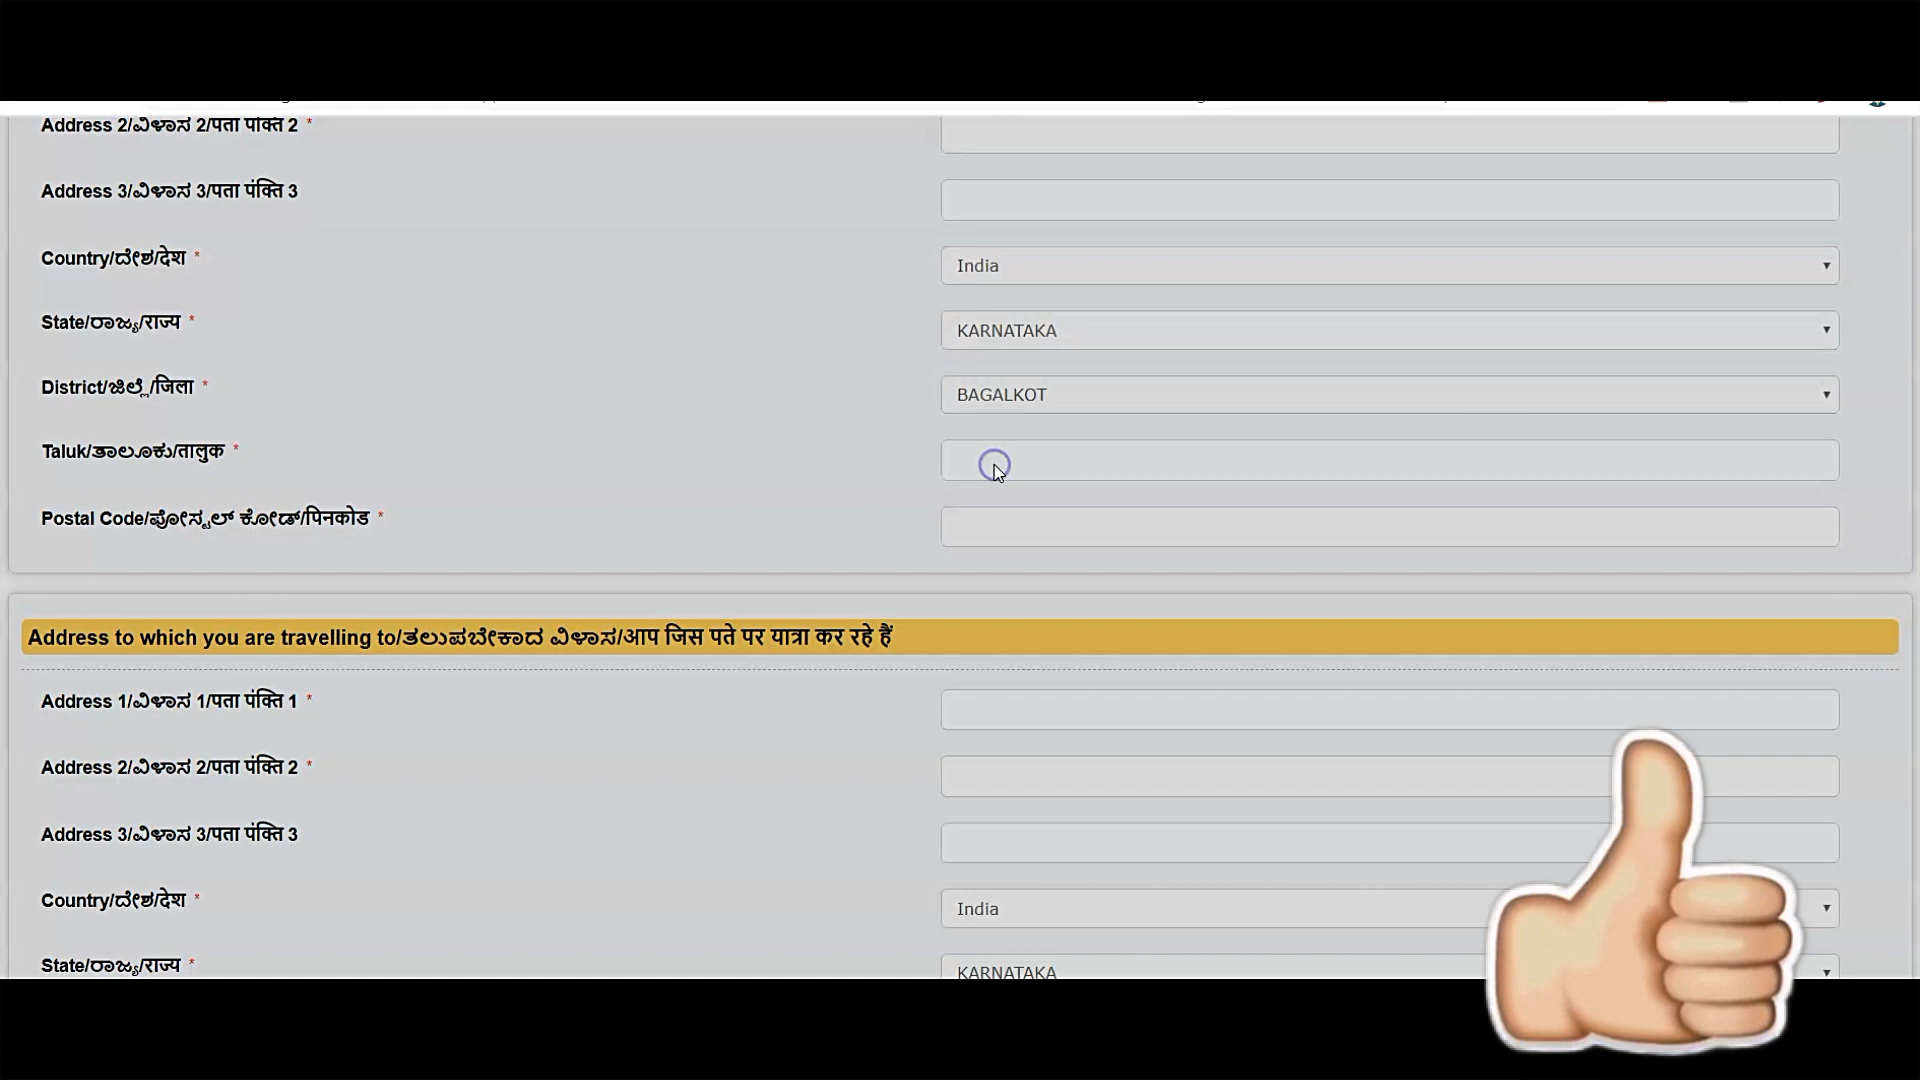 Address 2/ವಿಳಾಸ 2/पता पंक्ति 2 *
Address 3/ವಿಳಾಸ 3/पता पंक्ति 3
Country/ದೇಶ/देश * India
State/ರಾಜ್ಯ/राज्य * KARNATAKA
District/ಜಿಲ್ಲೆ/जिला * BAGALKOT
Taluk/ತಾಲೂಕು/तालुक *
Postal Code/ಪೋಸ್ಟಲ್ ಕೋಡ್/पिनकोड *
Address to which you are travelling to/ತಲುಪಬೇಕಾದ ವಿಳಾಸ/आप जिस पते पर यात्रा कर रहे हैं
Address 1/ವಿಳಾಸ 1/पता पंक्ति 1 *
Address 2/ವಿಳಾಸ 2/पता पंक्ति 2 *
Address 3/ವಿಳಾಸ 3/पता पंक्ति 3
Country/ದೇಶ/देश * India
State/ರಾಜ್ಯ/राज्य * KARNATAKA